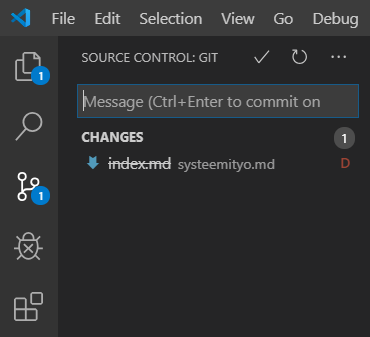 File Edit Selection View Go Debug
SOURCE CONTROL: GIT
1
Message (Ctrl+Enter to commit on
CHANGES 1
index.md systeemityo.md D
1